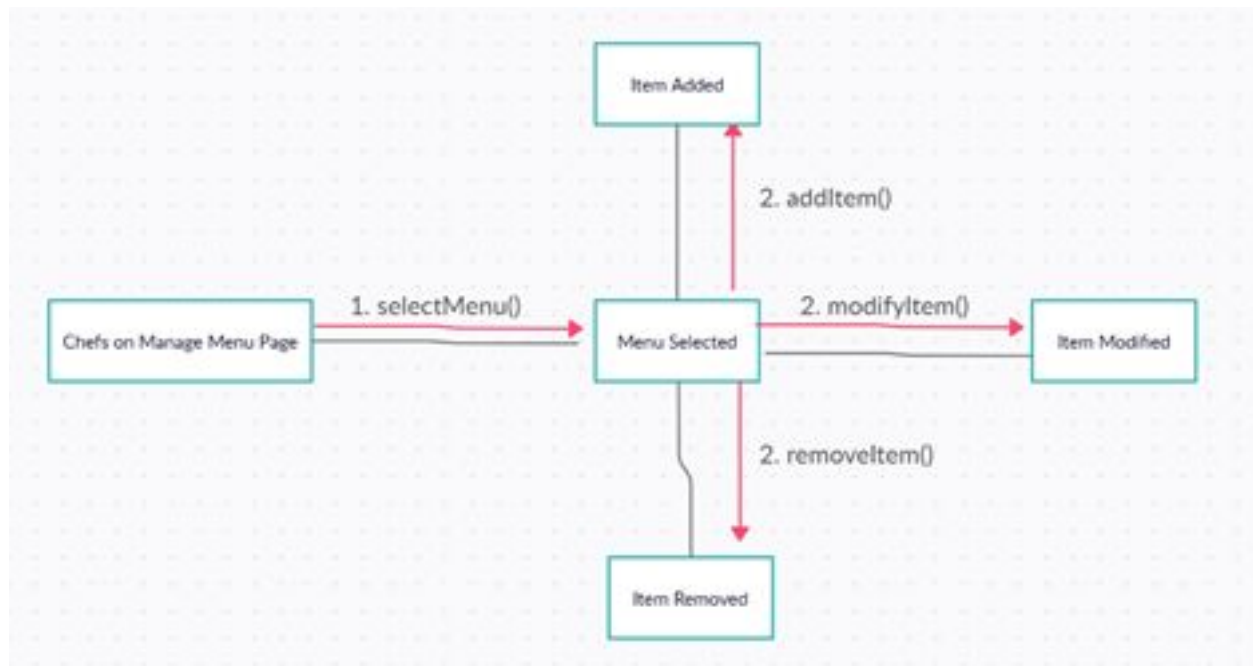 Item Added
2. addItem()
1. selectMenu()
2. modifyItem()
Chefs on Manage Menu Page
Menu Selected
Item Modified
2. removeItem()
Item Removed